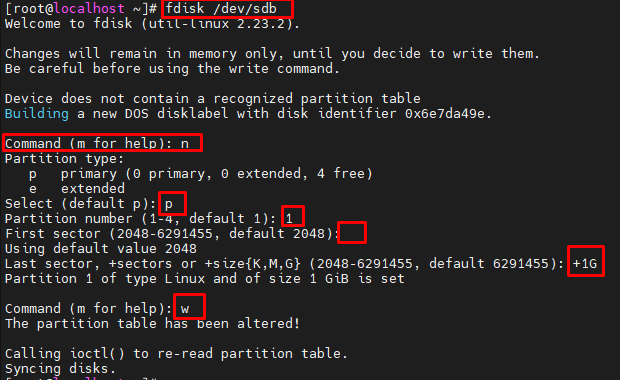 [root@localhost ~]# fdisk /dev/sdb
Welcome to fdisk (util-linux 2.23.2).
Changes will remain in memory only, until you decide to write them.
Be careful before using the write command.
Device does not contain a recognized partition table
Building a new DOS disklabel with disk identifier 0x6e7da49e.
Command (m for help): n
Partition type:
   p   primary (0 primary, 0 extended, 4 free)
   e   extended
Select (default p): p
Partition number (1-4, default 1): 1
First sector (2048-6291455, default 2048):
Using default value 2048
Last sector, +sectors or +size{K,M,G} (2048-6291455, default 6291455): +1G
Partition 1 of type Linux and of size 1 GiB is set
Command (m for help): w
The partition table has been altered!
Calling ioctl() to re-read partition table.
Syncing disks.